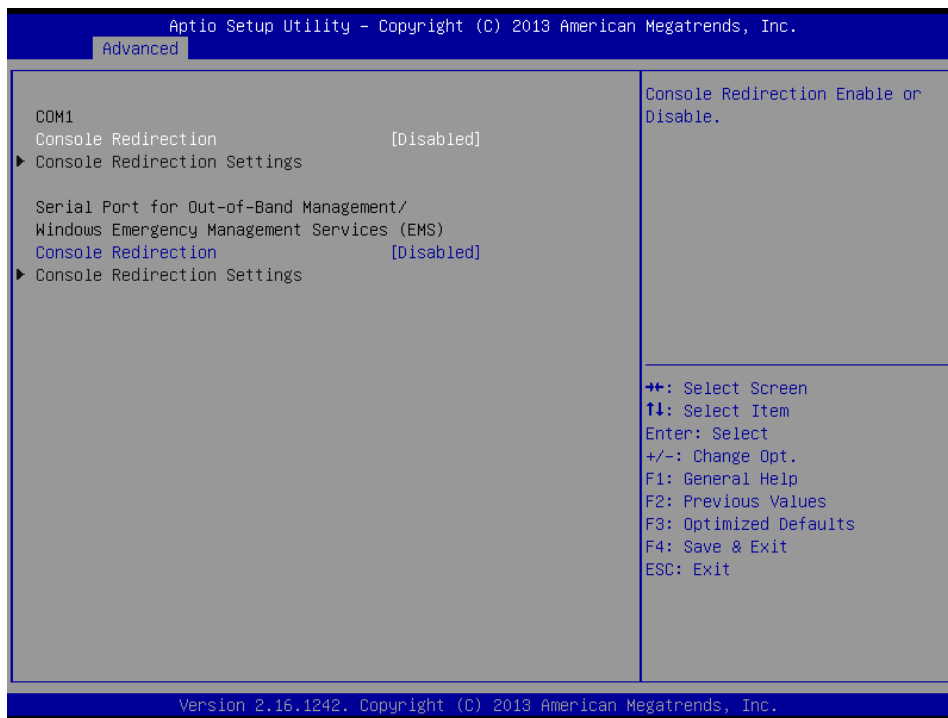 Aptio Setup Utility – Copyright (C) 2013 American Megatrends, Inc.
Advanced
COM1
Console Redirection [Disabled]
Console Redirection Settings
Serial Port for Out-of-Band Management/
Windows Emergency Management Services (EMS)
Console Redirection [Disabled]
Console Redirection Settings
Console Redirection Enable or
Disable.
→←: Select Screen
↑↓: Select Item
Enter: Select
+/-: Change Opt.
F1: General Help
F2: Previous Values
F3: Optimized Defaults
F4: Save & Exit
ESC: Exit
Version 2.16.1242. Copyright (C) 2013 American Megatrends, Inc.